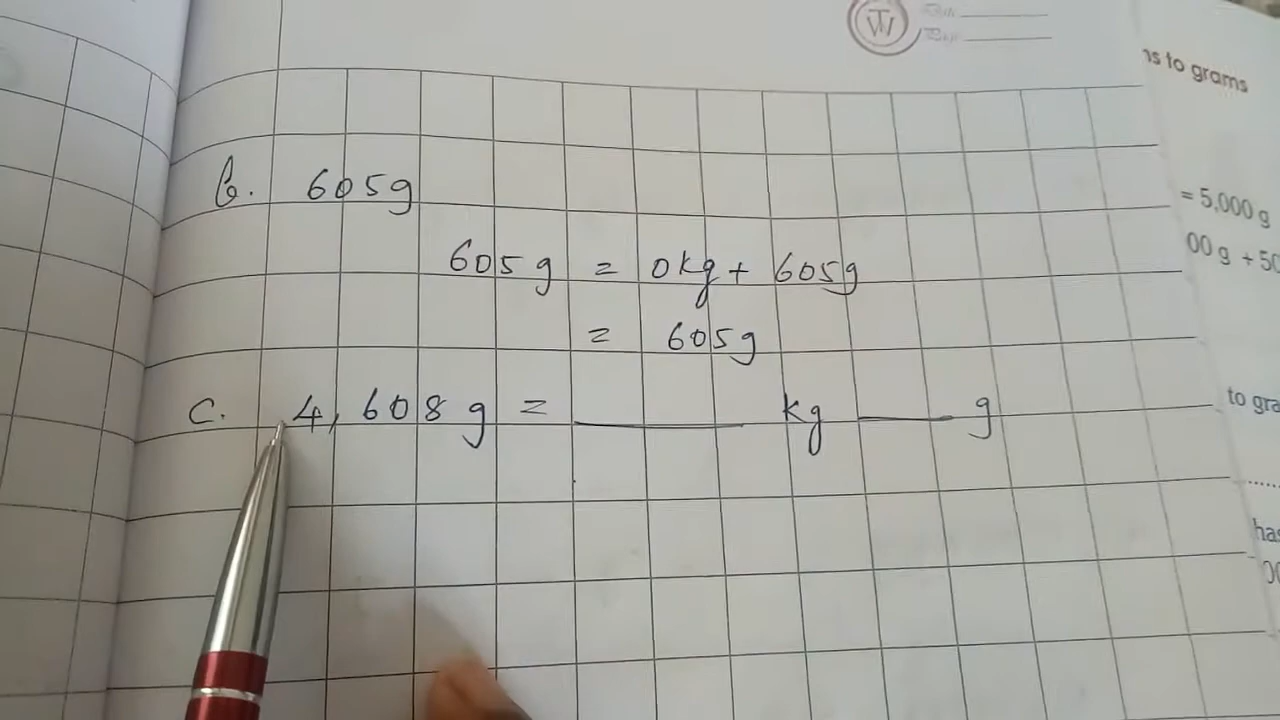 ns to grams
b. 605g
= 5,000 g
605g = 0kg + 605g
00 g + 50
= 605g
c. 4,608 g = ______ kg ____ g
to gra
has